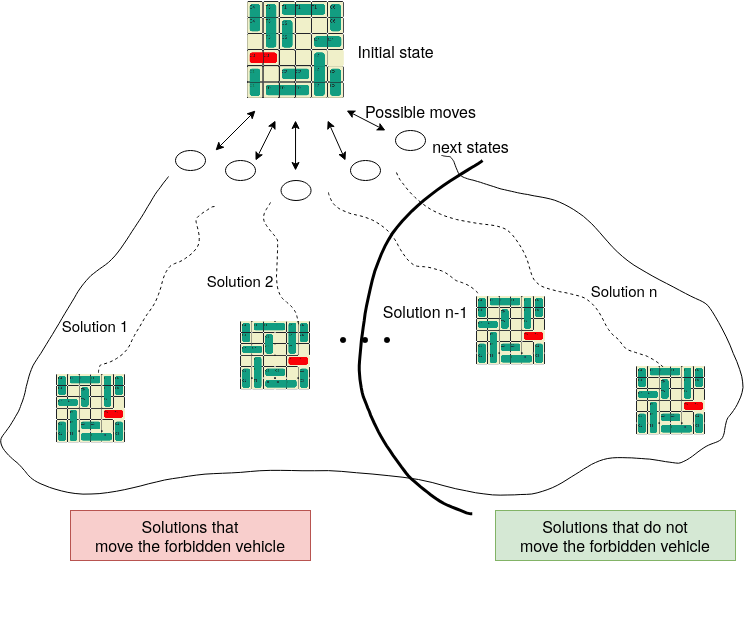 Initial state
Possible moves
next states
Solution 2
Solution n
Solution n-1
Solution 1
Solutions that
move the forbidden vehicle
Solutions that do not
move the forbidden vehicle